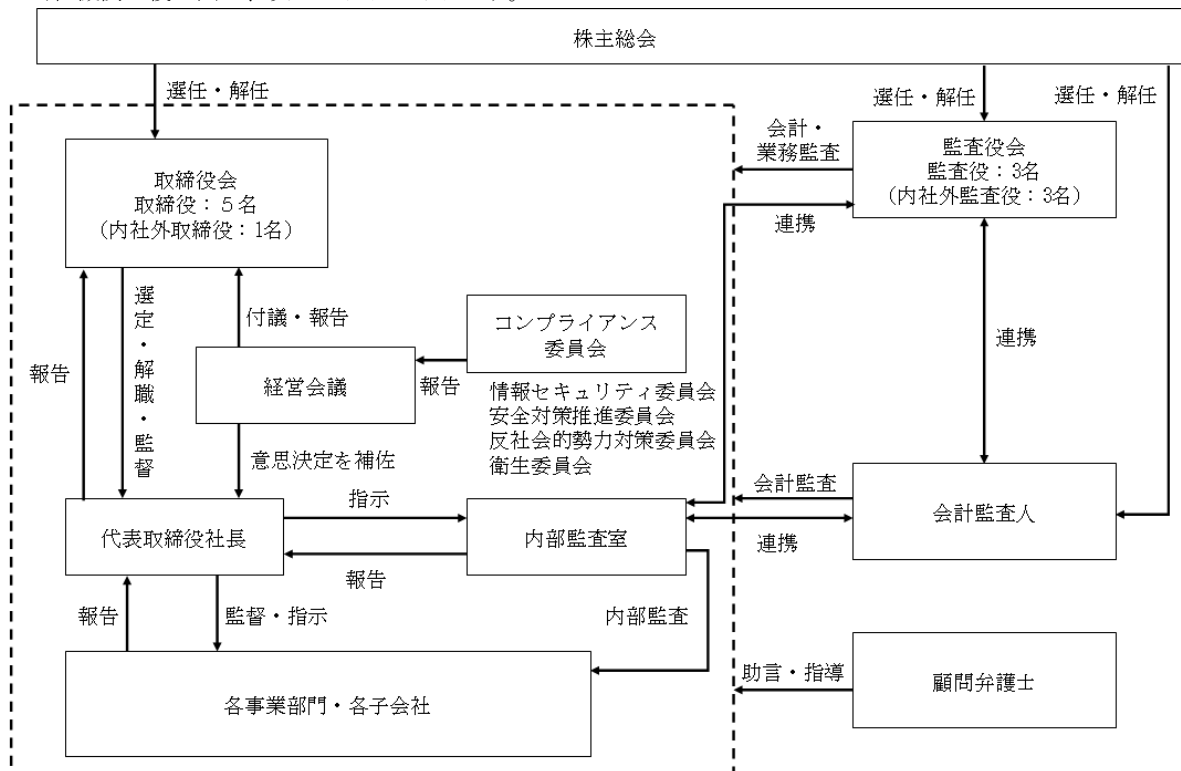 株主総会
選任・解任
選任・解任
選任・解任
会計・
業務監査
監査役会
監査役：3名
(内社外監査役：3名)
取締役会
取締役：５名
(内社外取締役：1名)
連携
選定・解職・監督
付議・報告
コンプライアンス
委員会
連携
報告
経営会議
報告
情報セキュリティ委員会
安全対策推進委員会
反社会的勢力対策委員会
衛生委員会
意思決定を補佐
指示
会計監査
代表取締役社長
内部監査室
会計監査人
報告
連携
報告
監督・指示
内部監査
助言・指導
顧問弁護士
各事業部門・各子会社